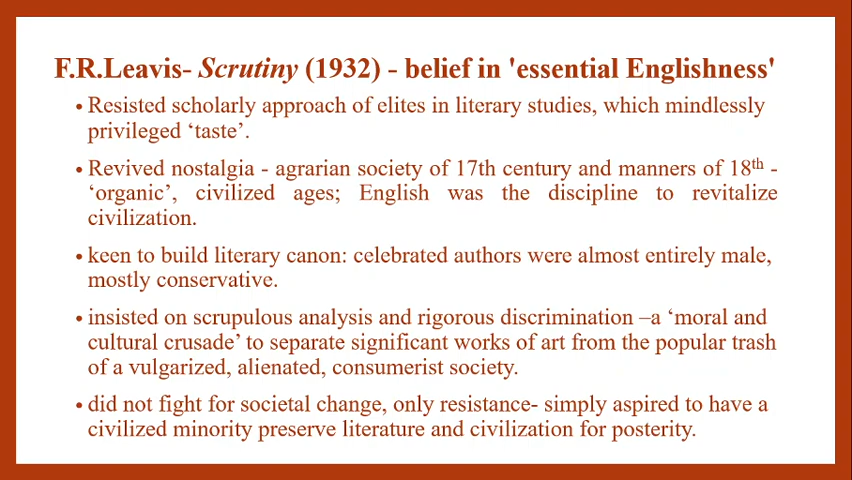 F.R.Leavis- Scrutiny (1932) - belief in 'essential Englishness'
• Resisted scholarly approach of elites in literary studies, which mindlessly
privileged ‘taste’.
• Revived nostalgia - agrarian society of 17th century and manners of 18th -
‘organic’, civilized ages; English was the discipline to revitalize
civilization.
• keen to build literary canon: celebrated authors were almost entirely male,
mostly conservative.
• insisted on scrupulous analysis and rigorous discrimination –a ‘moral and
cultural crusade’ to separate significant works of art from the popular trash
of a vulgarized, alienated, consumerist society.
• did not fight for societal change, only resistance- simply aspired to have a
civilized minority preserve literature and civilization for posterity.